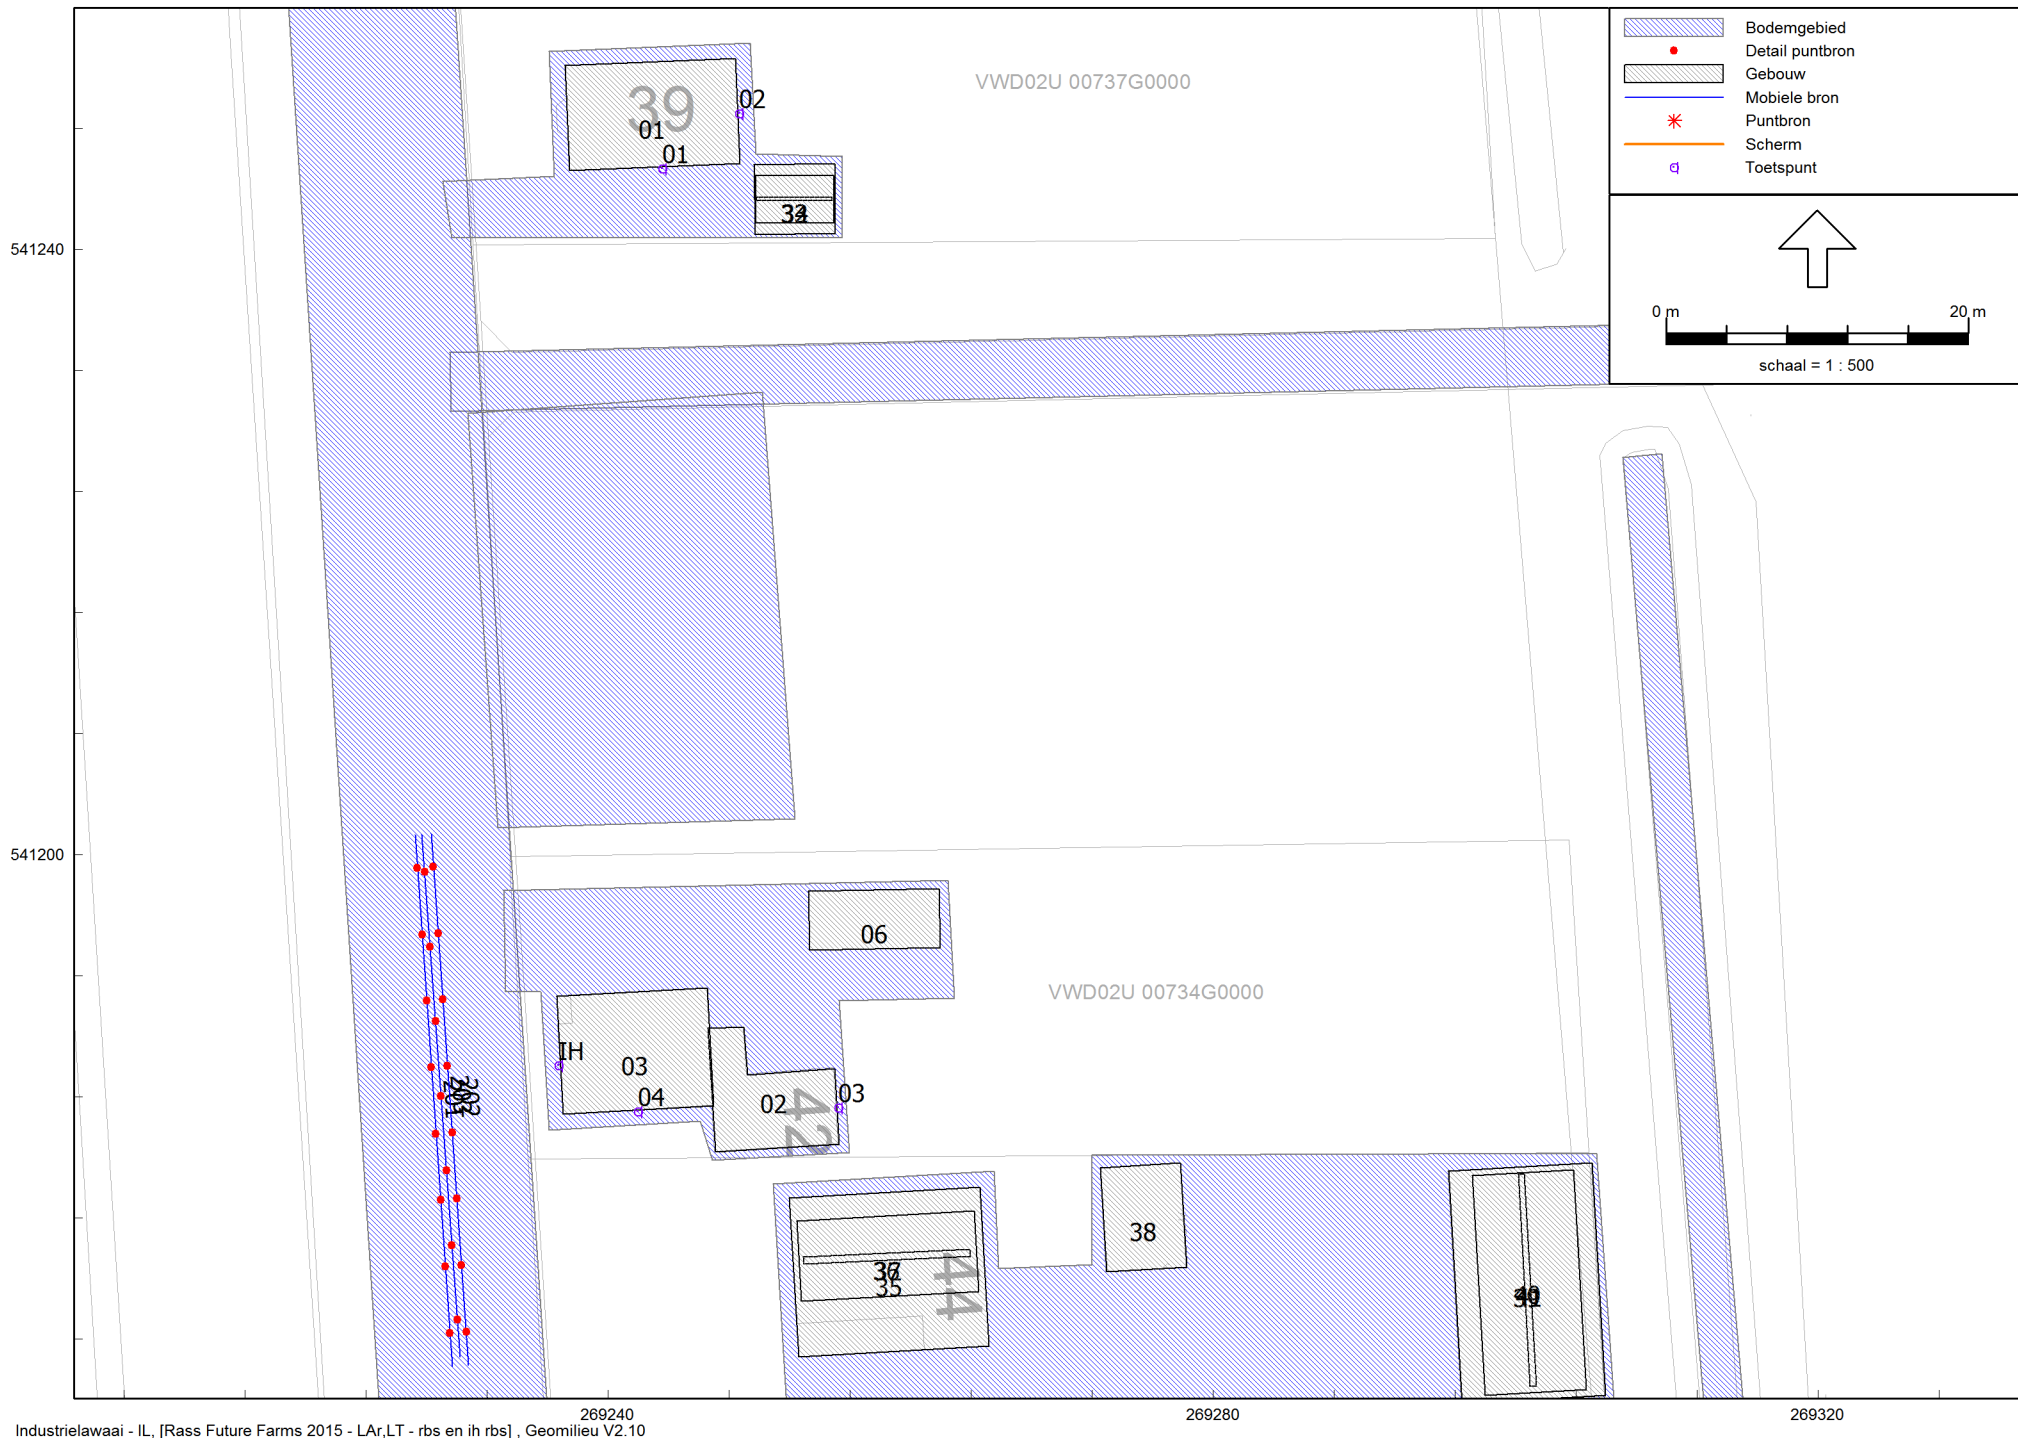 Bodemgebied
Detail puntbron
Gebouw
Mobiele bron
Puntbron
Scherm
Toetspunt
0 m 20 m
schaal = 1 : 500
VWD02U 00737G0000
39
02
01
01
541240
541200
06
VWD02U 00734G0000
IH
03
04
02
03
42
38
35
44
269240
269280
269320
Industrielawaai - IL, [Rass Future Farms 2015 - LAr,LT - rbs en ih rbs] , Geomilieu V2.10